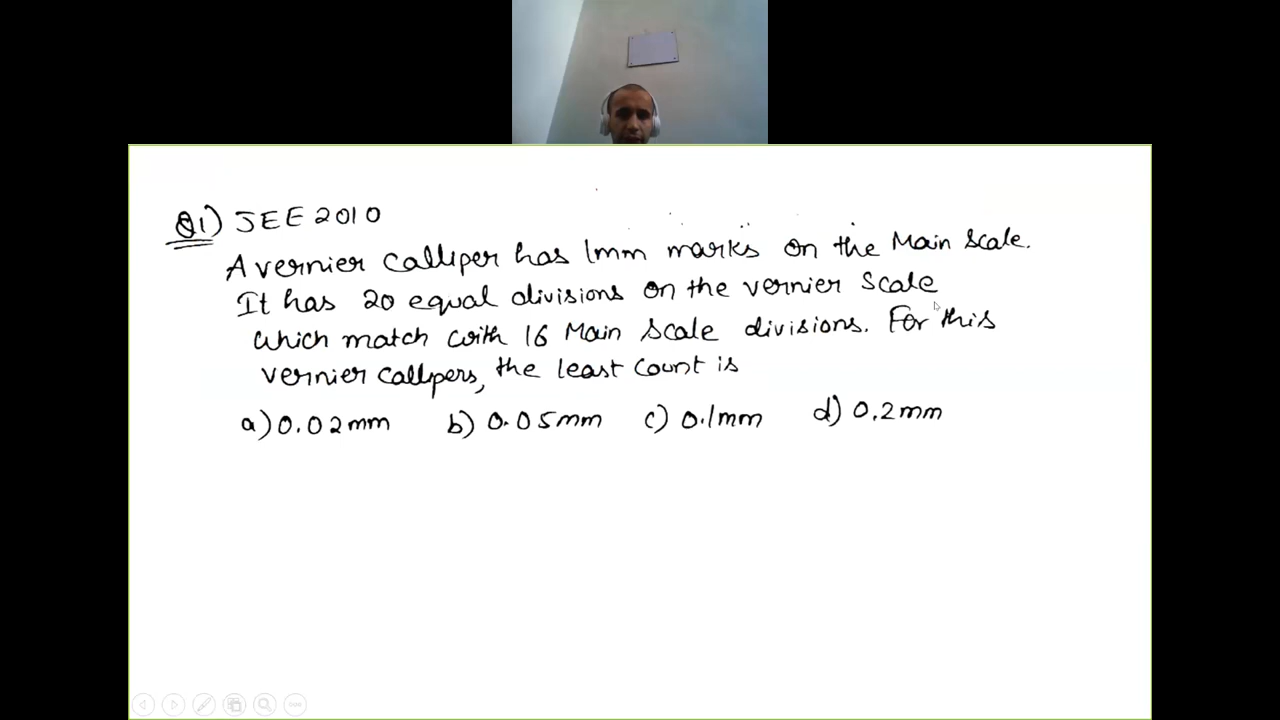 Q1) JEE 2010
A vernier calliper has 1mm marks on the Main Scale.
It has 20 equal divisions on the vernier scale
which match with 16 Main scale divisions. For this
vernier callipers, the least count is
a) 0.02mm b) 0.05mm c) 0.1mm d) 0.2mm